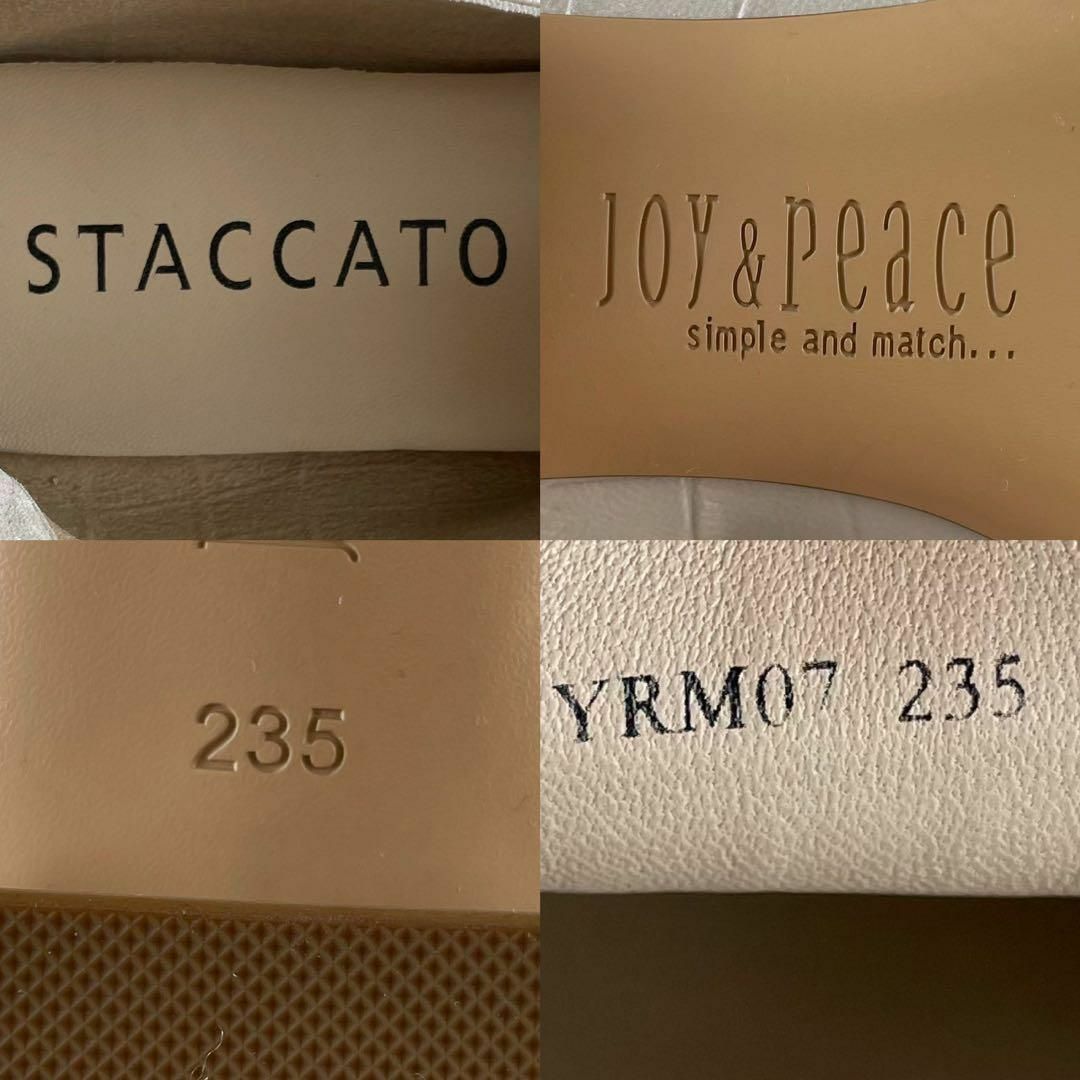 STACCATO
Joy & Peace
simple and match...
235
YRM07 235